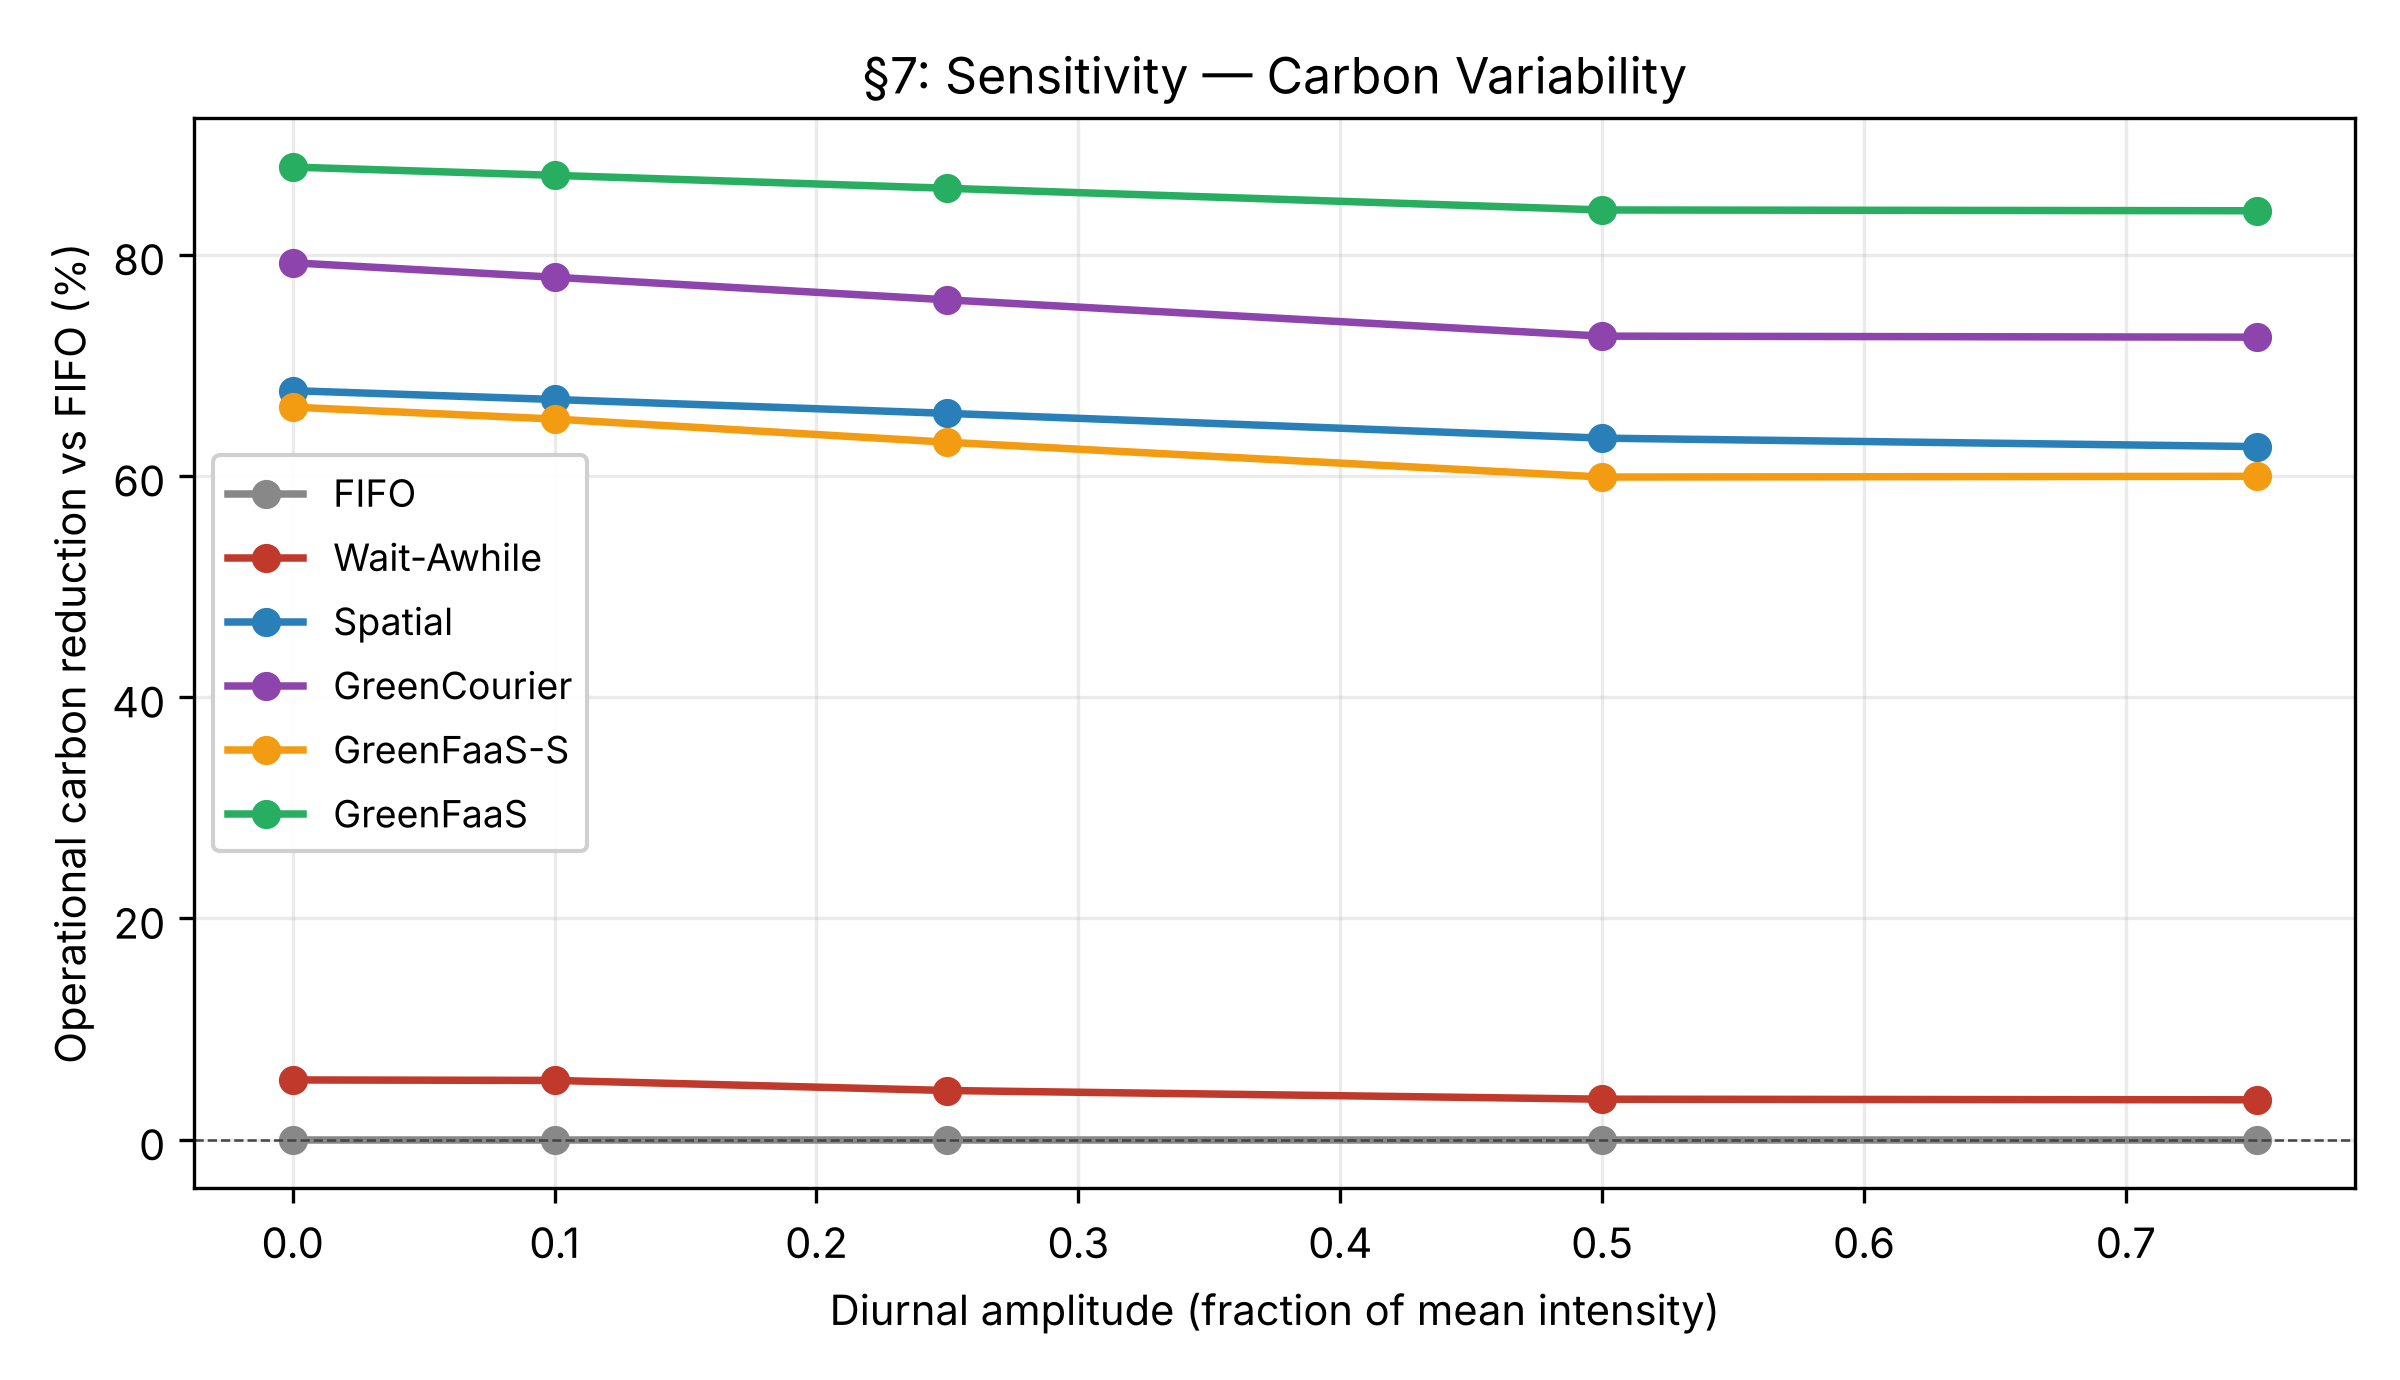 §7: Sensitivity — Carbon Variability
Operational carbon reduction vs FIFO (%)
80
60
40
20
0
FIFO
Wait-Awhile
Spatial
GreenCourier
GreenFaaS-S
GreenFaaS
0.0 0.1 0.2 0.3 0.4 0.5 0.6 0.7
Diurnal amplitude (fraction of mean intensity)